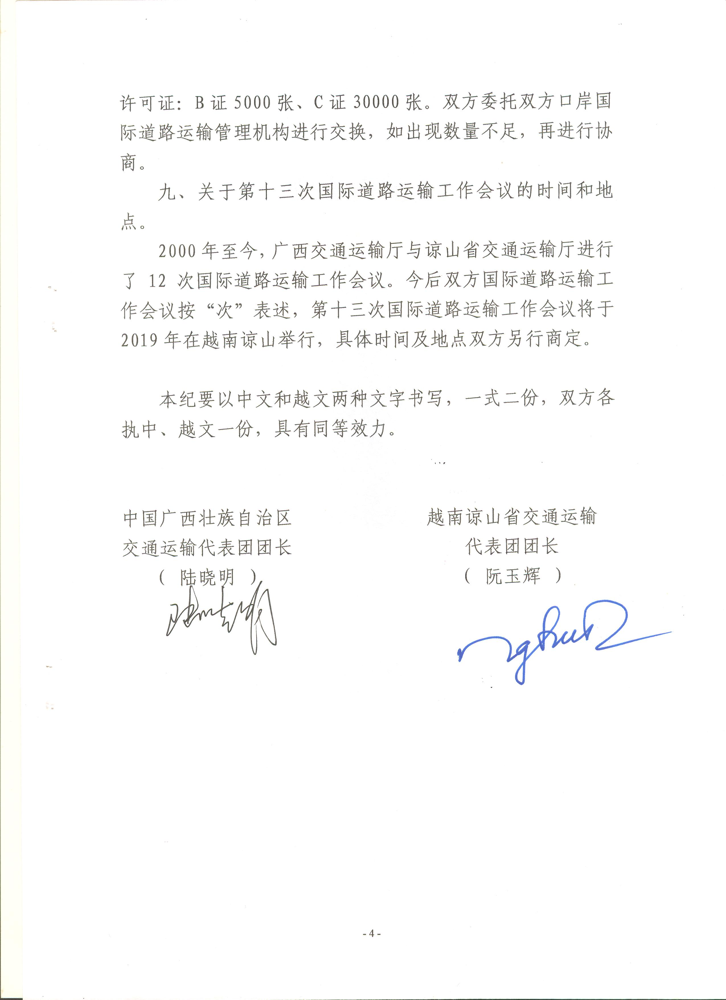 许可证：B 证 5000 张、C 证 30000 张。双方委托双方口岸国
际道路运输管理机构进行交换，如出现数量不足，再进行协
商。
九、关于第十三次国际道路运输工作会议的时间和地
点。
2000 年至今，广西交通运输厅与谅山省交通运输厅进行
了 12 次国际道路运输工作会议。今后双方国际道路运输工
作会议按“次”表述，第十三次国际道路运输工作会议将于
2019 年在越南谅山举行，具体时间及地点双方另行商定。
本纪要以中文和越文两种文字书写，一式二份，双方各
执中、越文一份，具有同等效力。
中国广西壮族自治区
交通运输代表团团长
（ 陆晓明 ）
陆晓明
越南谅山省交通运输
代表团团长
（ 阮玉辉 ）
- 4 -